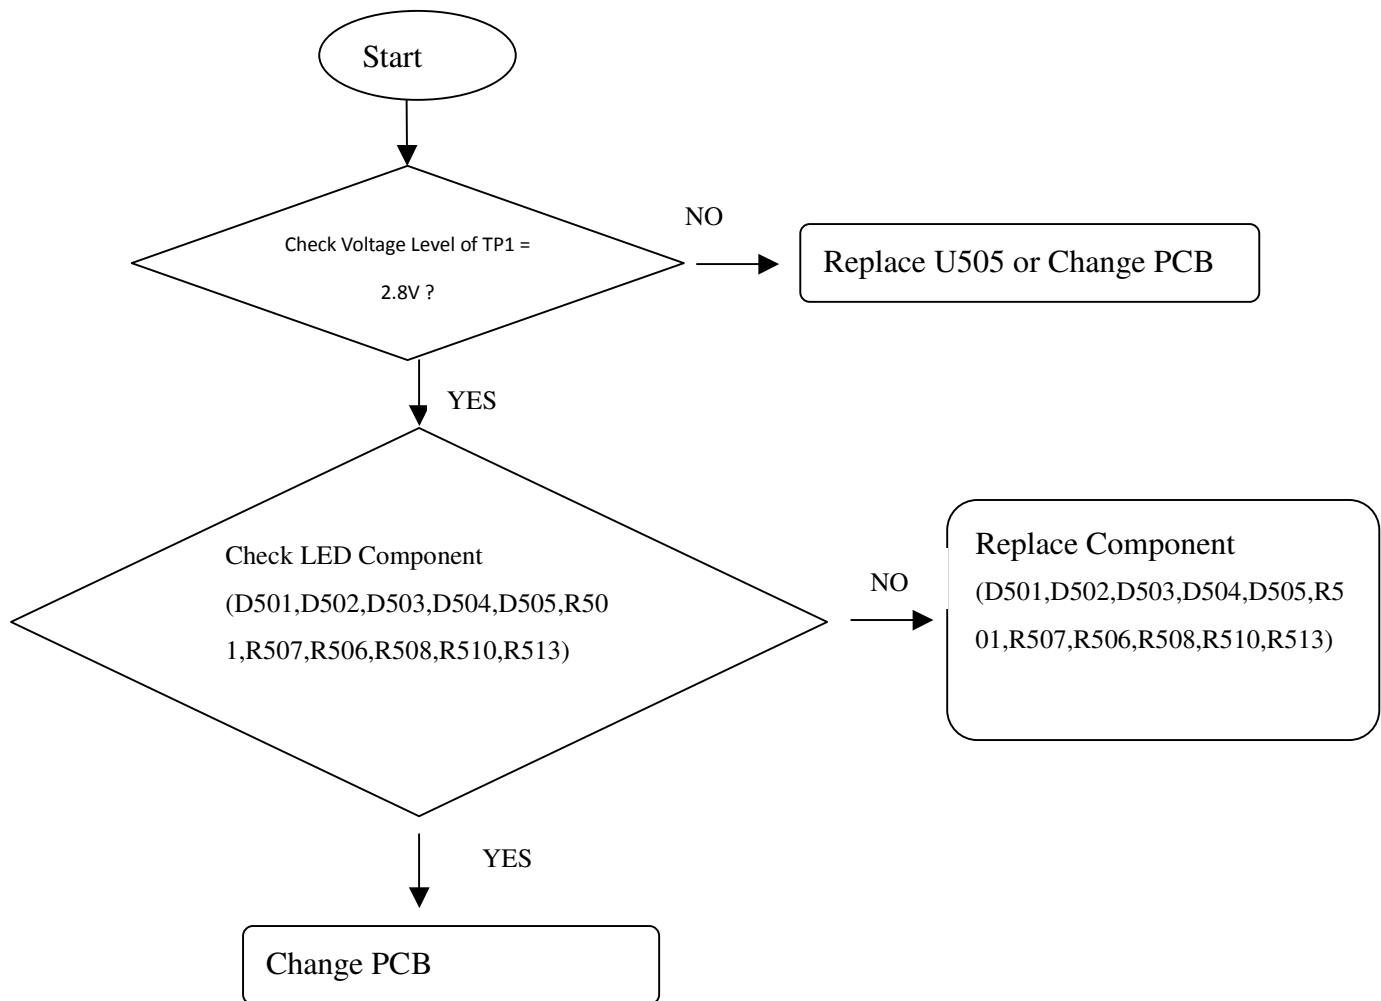 Start
Check Voltage Level of TP1 =
2.8V ?
NO
Replace U505 or Change PCB
YES
Check LED Component
(D501,D502,D503,D504,D505,R50
1,R507,R506,R508,R510,R513)
NO
Replace Component
(D501,D502,D503,D504,D505,R5
01,R507,R506,R508,R510,R513)
YES
Change PCB